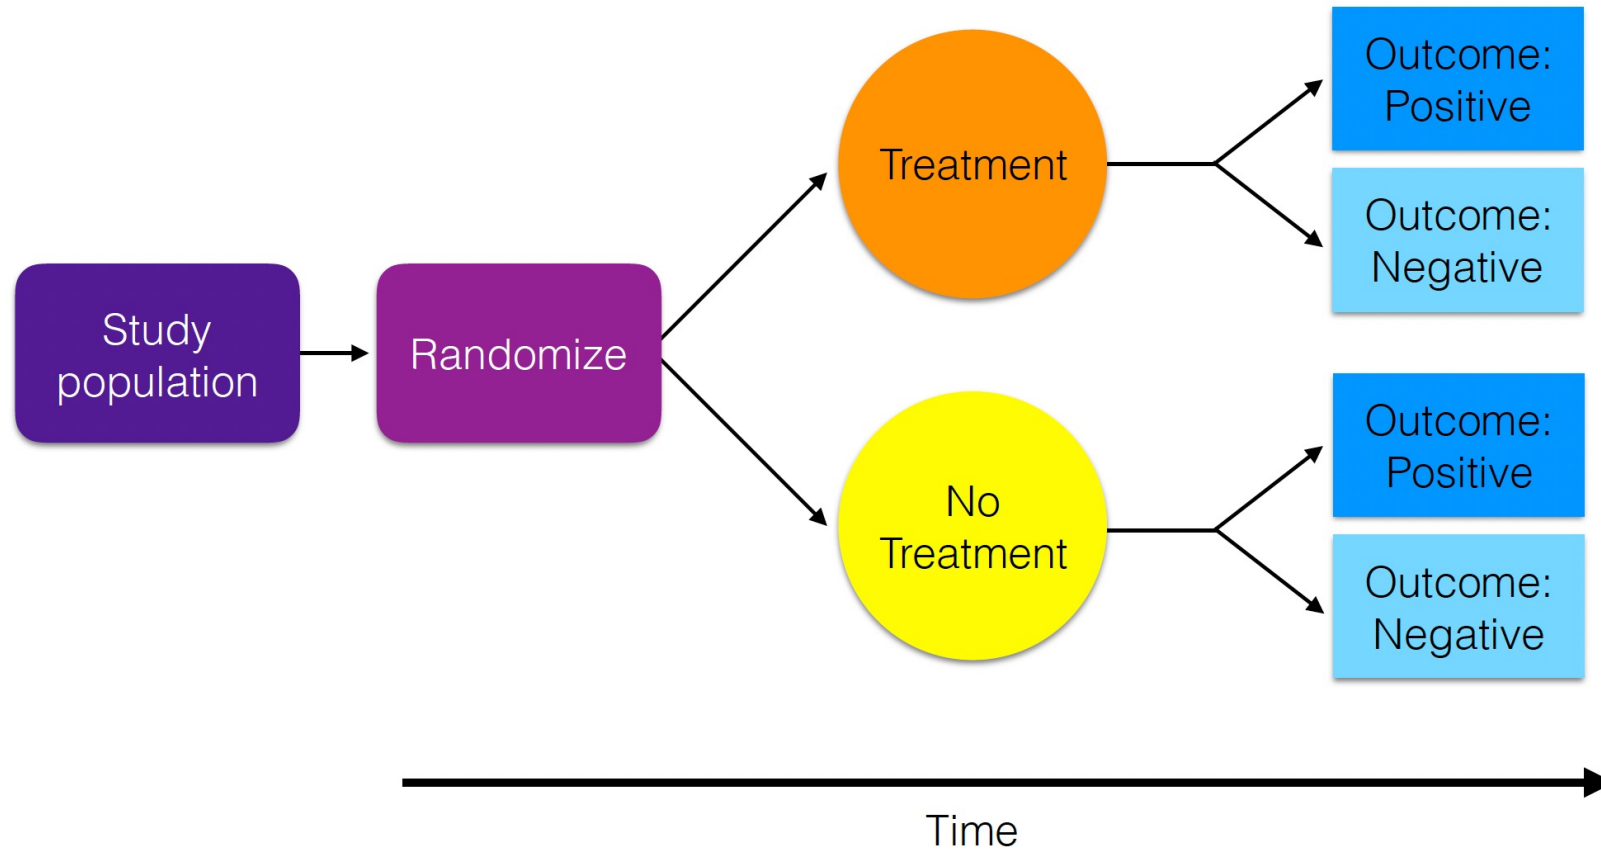 Study
population
Randomize
Treatment
Outcome:
Positive
Outcome:
Negative
No
Treatment
Outcome:
Positive
Outcome:
Negative
Time